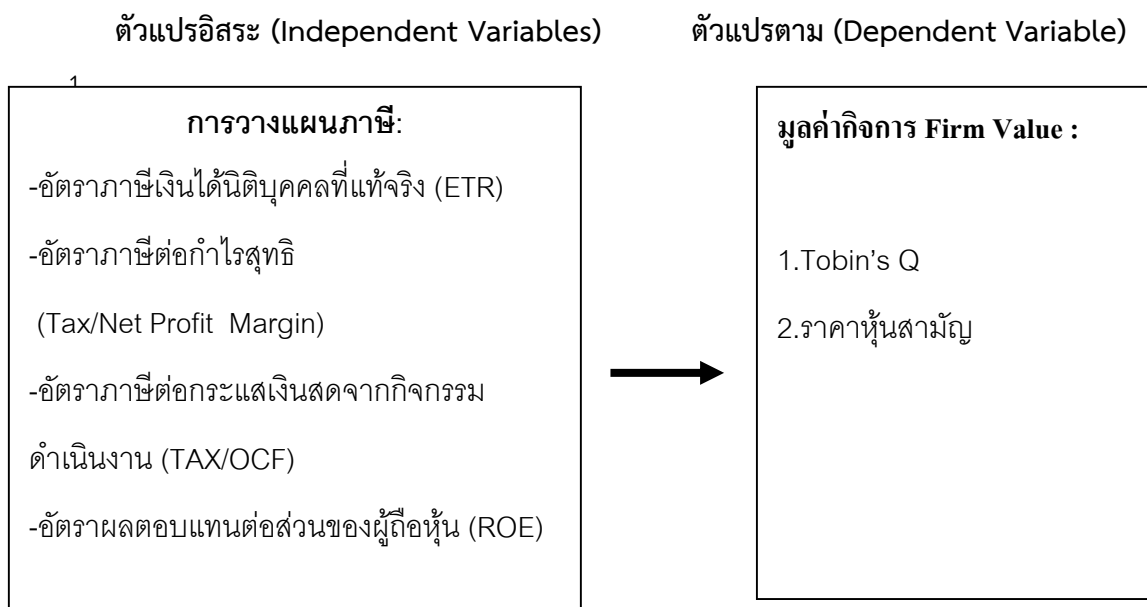 ตัวแปรอิสระ (Independent Variables)
ตัวแปรตาม (Dependent Variable)
1
การวางแผนภาษี:
-อัตราภาษีเงินได้นิติบุคคลที่แท้จริง (ETR)
-อัตราภาษีต่อกำไรสุทธิ
(Tax/Net Profit Margin)
-อัตราภาษีต่อกระแสเงินสดจากกิจกรรม
ดำเนินงาน (TAX/OCF)
-อัตราผลตอบแทนต่อส่วนของผู้ถือหุ้น (ROE)
มูลค่ากิจการ Firm Value :
1.Tobin's Q
2.ราคาหุ้นสามัญ